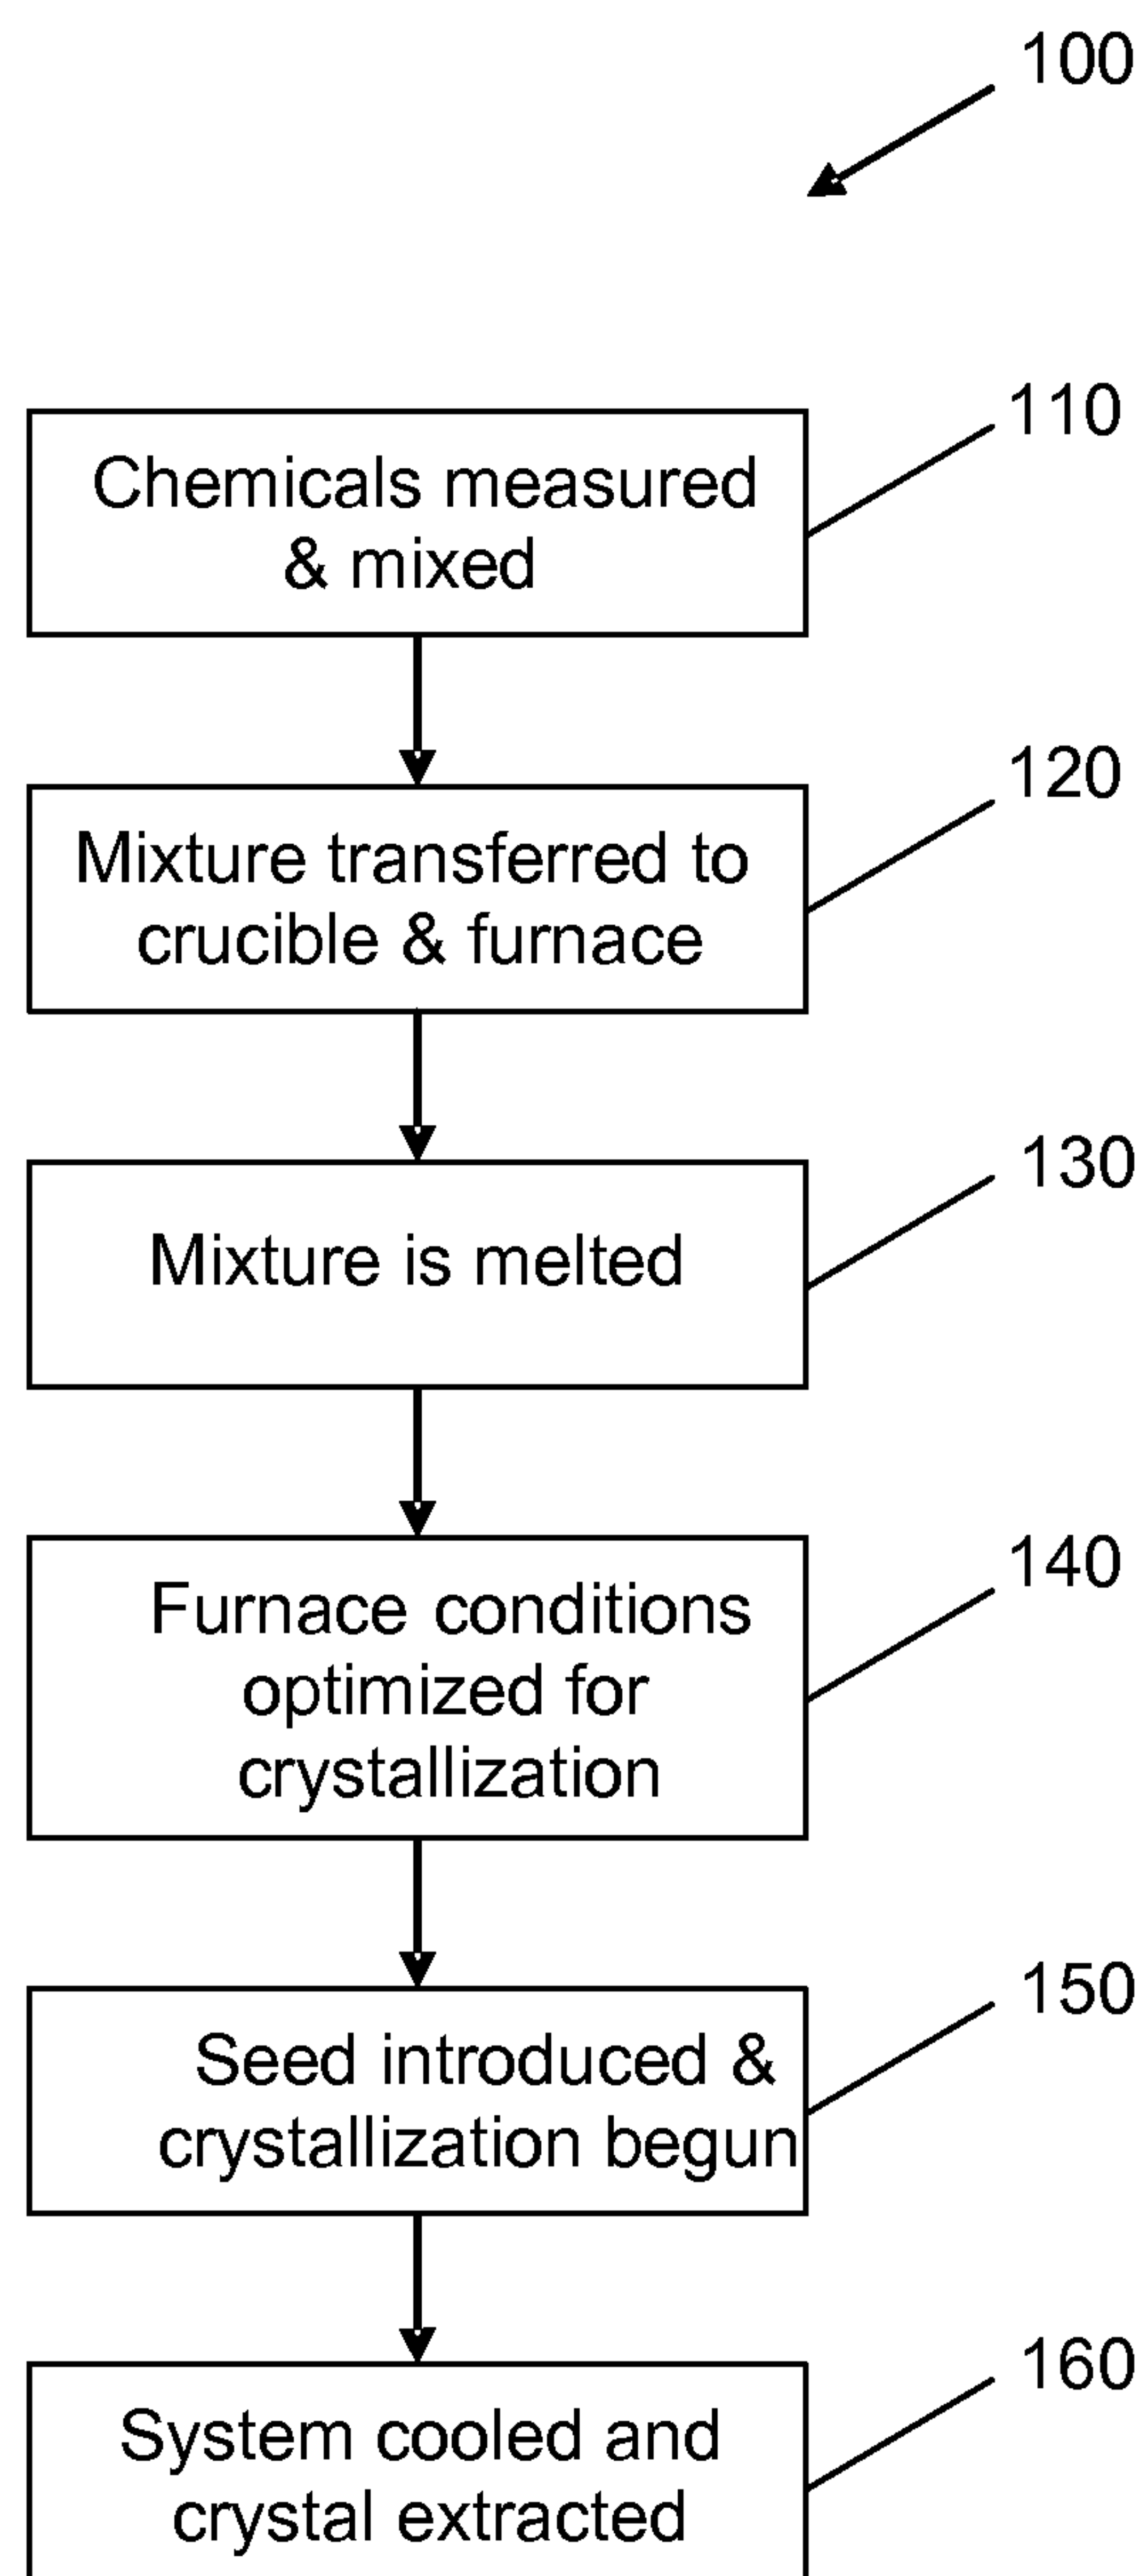 100
110
Chemicals measured
& mixed
120
Mixture transferred to
crucible & furnace
130
Mixture is melted
140
Furnace conditions
optimized for
crystallization
150
Seed introduced &
crystallization begun
160
System cooled and
crystal extracted